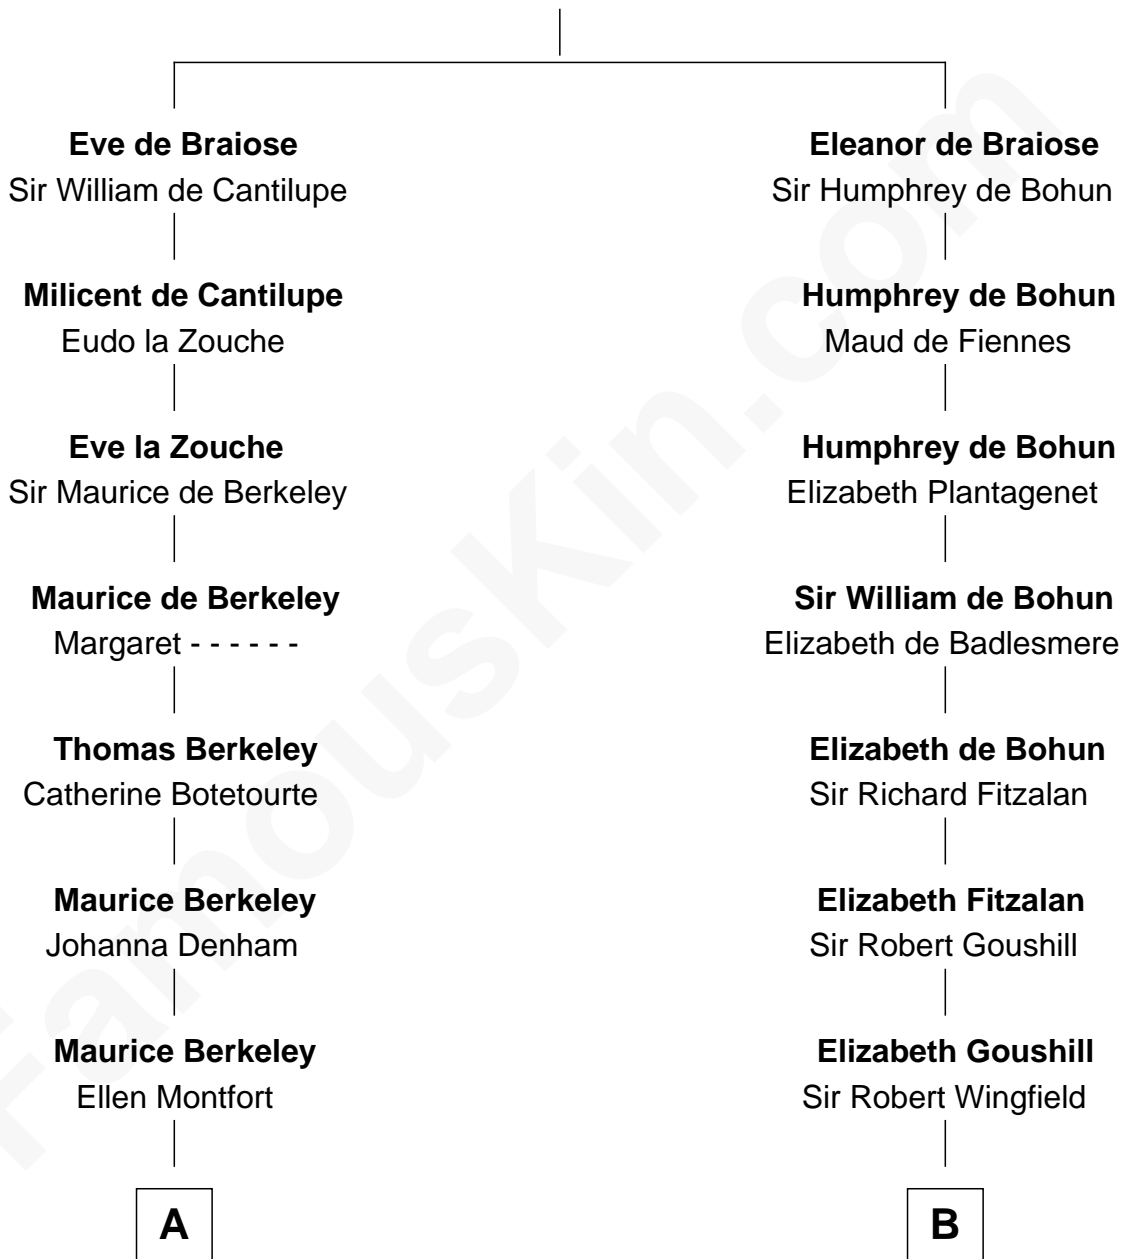 Eve de Braiose
Sir William de Cantilupe
Milicent de Cantilupe
Eudo la Zouche
Eve la Zouche
Sir Maurice de Berkeley
Maurice de Berkeley
Margaret - - - - - -
Thomas Berkeley
Catherine Botetourte
Maurice Berkeley
Johanna Denham
Maurice Berkeley
Ellen Montfort
A
Eleanor de Braiose
Sir Humphrey de Bohun
Humphrey de Bohun
Maud de Fiennes
Humphrey de Bohun
Elizabeth Plantagenet
Sir William de Bohun
Elizabeth de Badlesmere
Elizabeth de Bohun
Sir Richard Fitzalan
Elizabeth Fitzalan
Sir Robert Goushill
Elizabeth Goushill
Sir Robert Wingfield
B
FamousKin.com